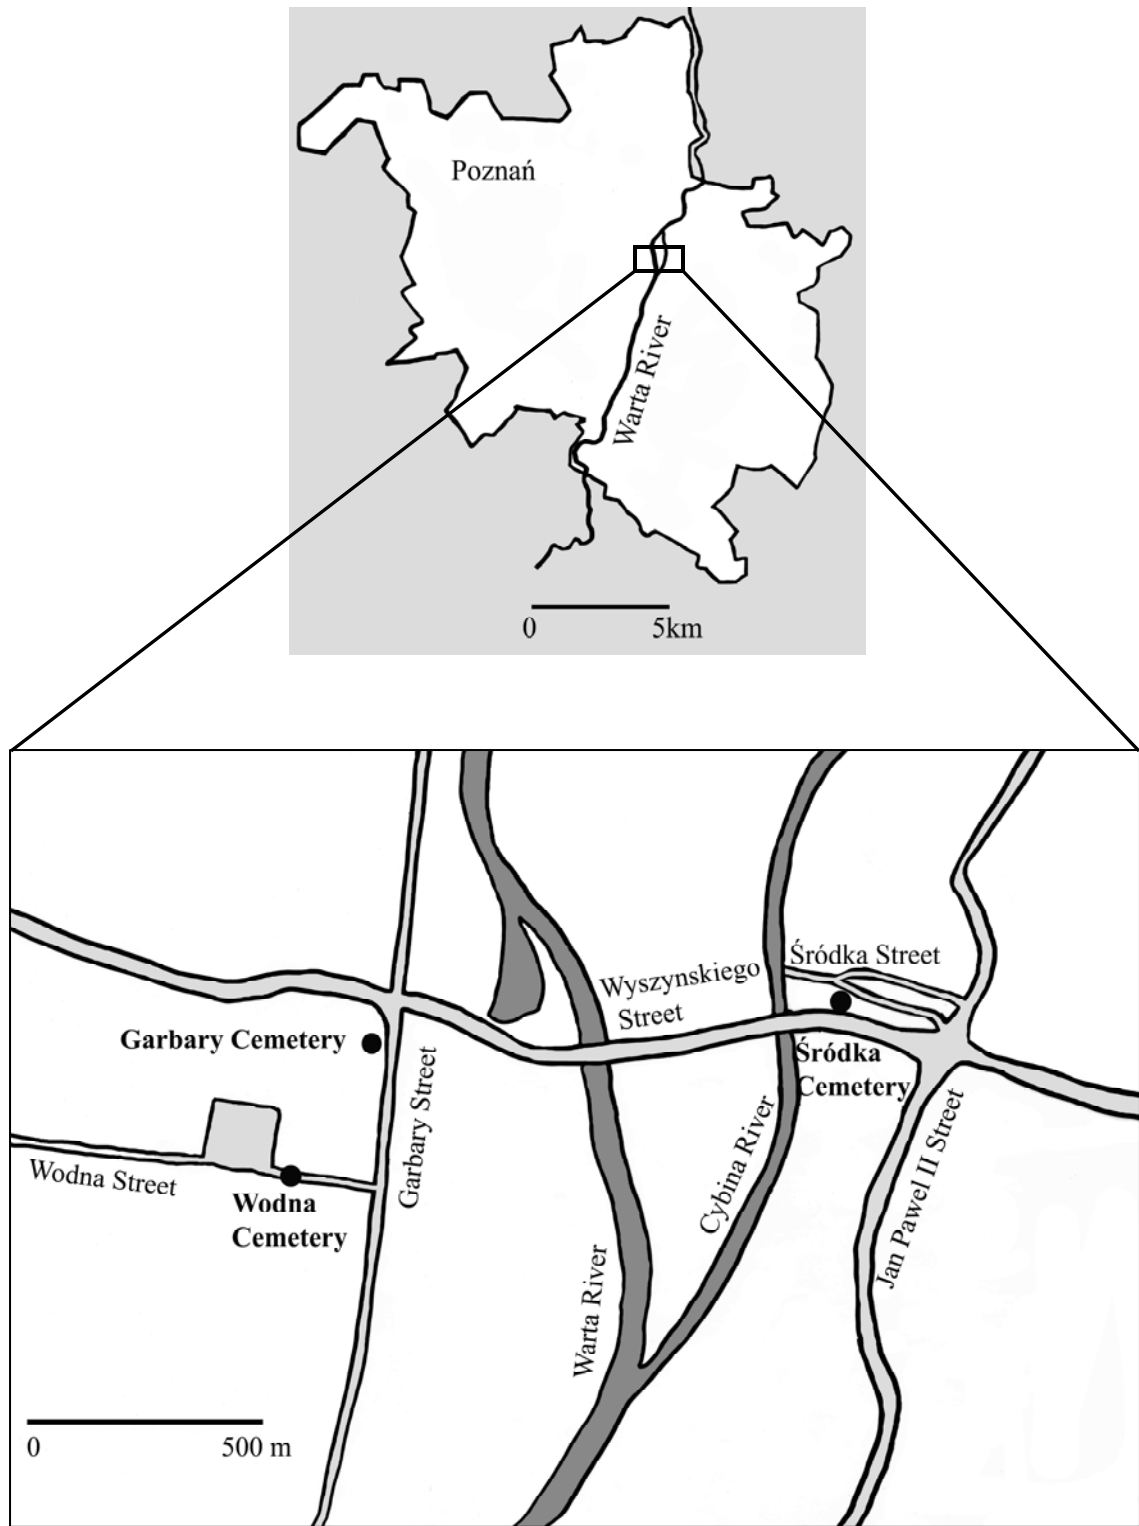 Poznań
Warta River
0
5km
Śródka Street
Wyszynskiego
Street
Garbary Cemetery
Śródka
Cemetery
Garbary Street
Wodna Street
Wodna
Cemetery
Cybina River
Jan Pawel II Street
Warta River
0
500 m